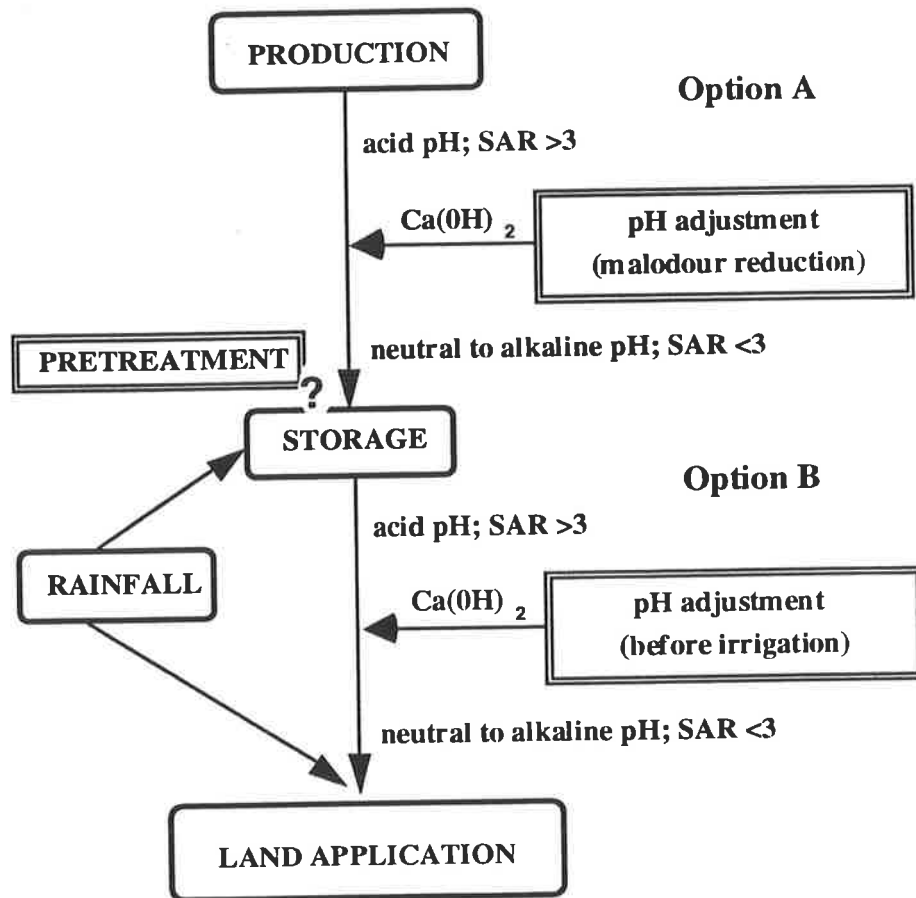 PRODUCTION
Option A
acid pH; SAR >3
Ca(0H) 2
pH adjustment
(malodour reduction)
neutral to alkaline pH; SAR <3
PRETREATMENT
?
STORAGE
Option B
acid pH; SAR >3
RAINFALL
Ca(0H) 2
pH adjustment
(before irrigation)
neutral to alkaline pH; SAR <3
LAND APPLICATION